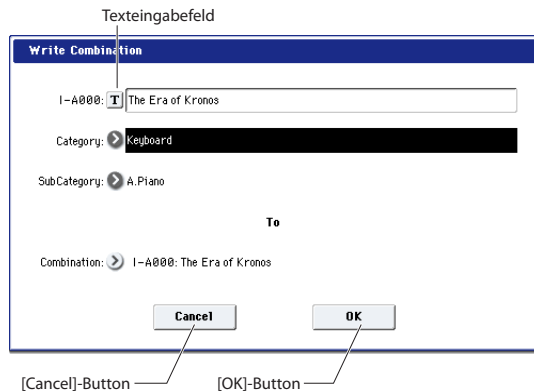 Texteingabefeld
Write Combination
I-A000: T The Era of Kronos
Category: Keyboard
SubCategory: A.Piano
To
Combination: I-A000: The Era of Kronos
Cancel OK
[Cancel]-Button [OK]-Button